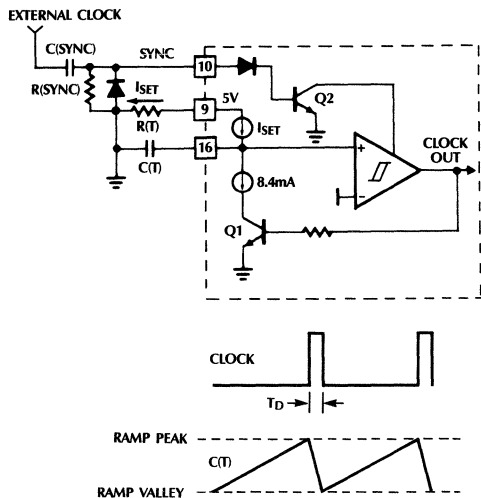 EXTERNAL CLOCK
C(SYNC)
SYNC
10
R(SYNC)
ISET
9
5V
Q2
R(T)
ISET
CLOCK
OUT
16
+
C(T)
8.4mA
−
Q1
CLOCK
TD
RAMP PEAK
C(T)
RAMP VALLEY